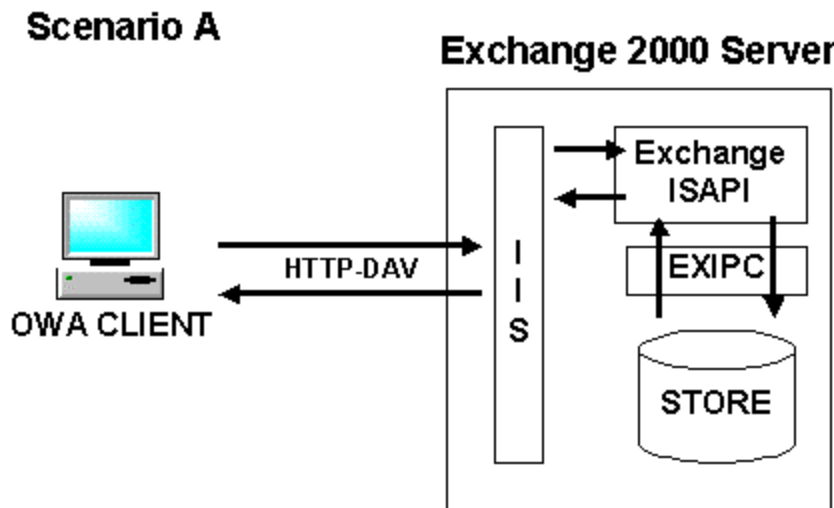 Scenario A
Exchange 2000 Server
Exchange
ISAPI
EXIPC
STORE
I
I
S
HTTP-DAV
OWA CLIENT